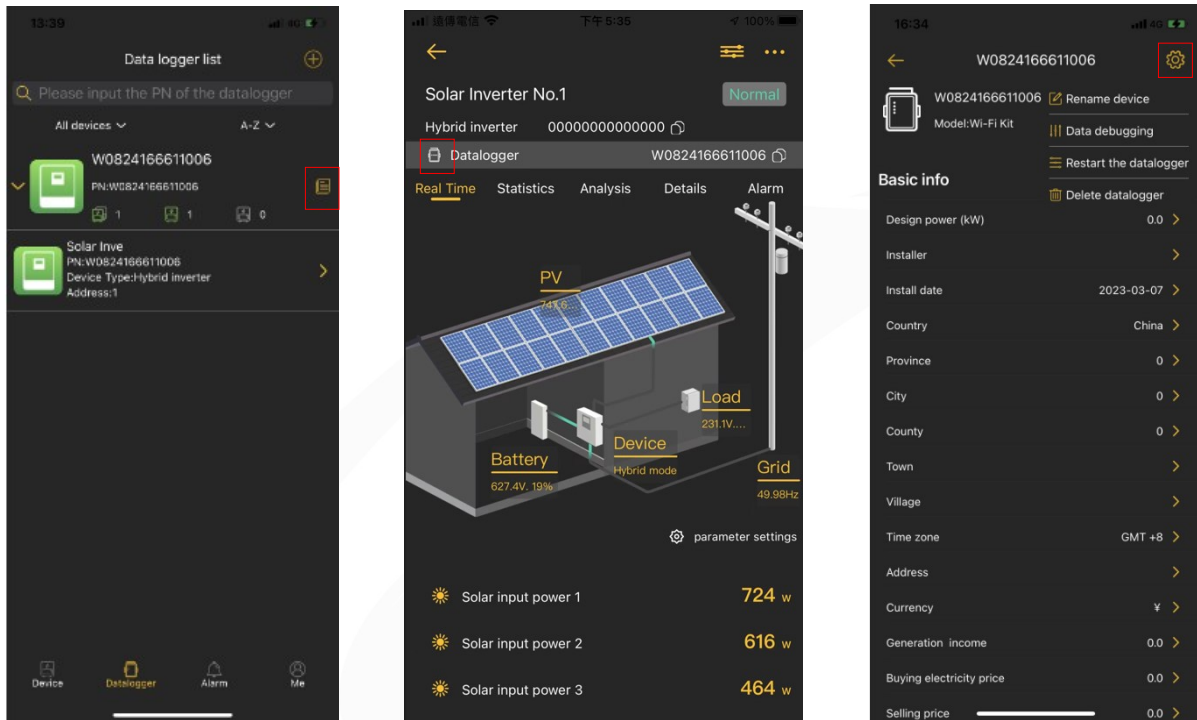 13:39
4G
Data logger list
Please input the PN of the datalogger
All devices
A-Z
W0824166611006
PN:W0824166611006
1
1
0
Solar Inve
PN:W0824166611006
Device Type:Hybrid inverter
Address:1
Device
Datalogger
Alarm
Me
遠傳電信
下午5:35
100%
Solar Inverter No.1
Normal
Hybrid inverter 00000000000000
Datalogger W0824166611006
Real Time Statistics Analysis Details Alarm
PV
Load
231.1V....
Device
Hybrid mode
Battery
627.4V. 19%
Grid
49.98Hz
parameter settings
Solar input power 1 724 w
Solar input power 2 616 w
Solar input power 3 464 w
16:34
4G
W0824166611006
W0824166611006
Model:Wi-Fi Kit
Rename device
Data debugging
Restart the datalogger
Delete datalogger
Basic info
Design power (kW) 0.0
Installer
Install date 2023-03-07
Country China
Province 0
City 0
County 0
Town
Village
Time zone GMT +8
Address
Currency ¥
Generation income 0.0
Buying electricity price 0.0
Selling price 0.0